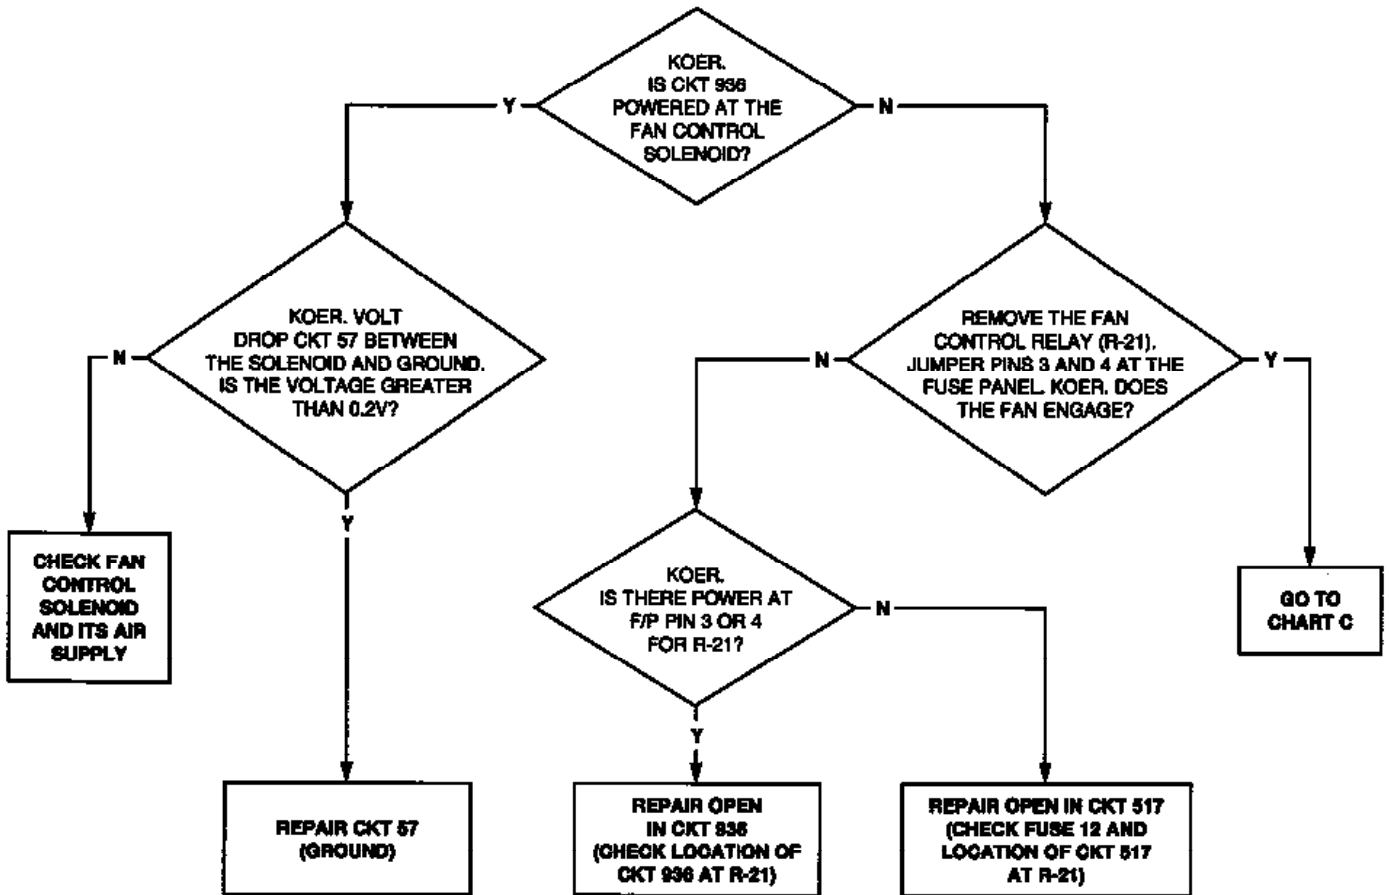 KOER.
IS CKT 936
POWERED AT THE
FAN CONTROL
SOLENOID?
Y
N
KOER. VOLT
DROP CKT 57 BETWEEN
THE SOLENOID AND GROUND.
IS THE VOLTAGE GREATER
THAN 0.2V?
N
Y
REMOVE THE FAN
CONTROL RELAY (R-21).
JUMPER PINS 3 AND 4 AT THE
FUSE PANEL. KOER. DOES
THE FAN ENGAGE?
N
Y
CHECK FAN
CONTROL
SOLENOID
AND ITS AIR
SUPPLY
KOER.
IS THERE POWER AT
F/P PIN 3 OR 4
FOR R-21?
N
Y
GO TO
CHART C
REPAIR CKT 57
(GROUND)
REPAIR OPEN
IN CKT 936
(CHECK LOCATION OF
CKT 936 AT R-21)
REPAIR OPEN IN CKT 517
(CHECK FUSE 12 AND
LOCATION OF CKT 517
AT R-21)